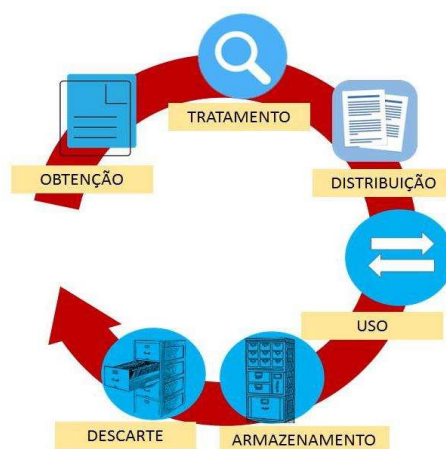 OBTENÇÃO
TRATAMENTO
DISTRIBUIÇÃO
USO
ARMAZENAMENTO
DESCARTE